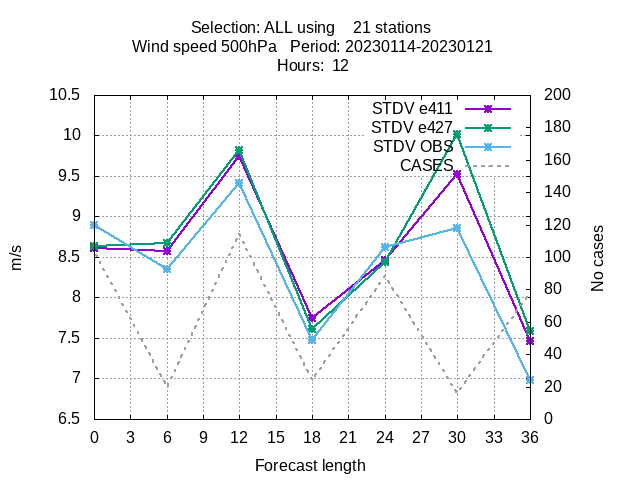 Selection: ALL using    21 stations
Wind speed 500hPa   Period: 20230114-20230121
Hours:  12
STDV e411
STDV e427
STDV OBS
CASES
m/s
10.5
10
9.5
9
8.5
8
7.5
7
6.5
200
180
160
140
120
100
80
60
40
20
0
No cases
0 3 6 9 12 15 18 21 24 27 30 33 36
Forecast length